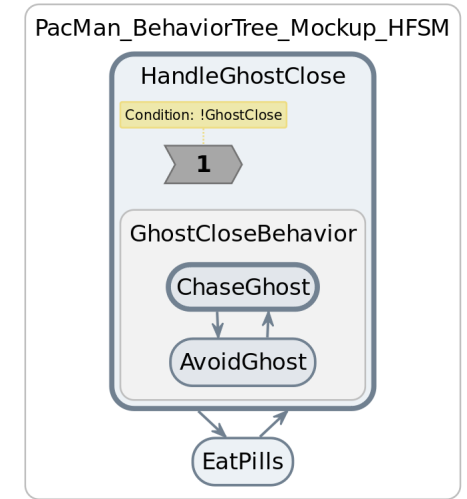 PacMan_BehaviorTree_Mockup_HFSM
HandleGhostClose
Condition: !GhostClose
1
GhostCloseBehavior
ChaseGhost
AvoidGhost
EatPills